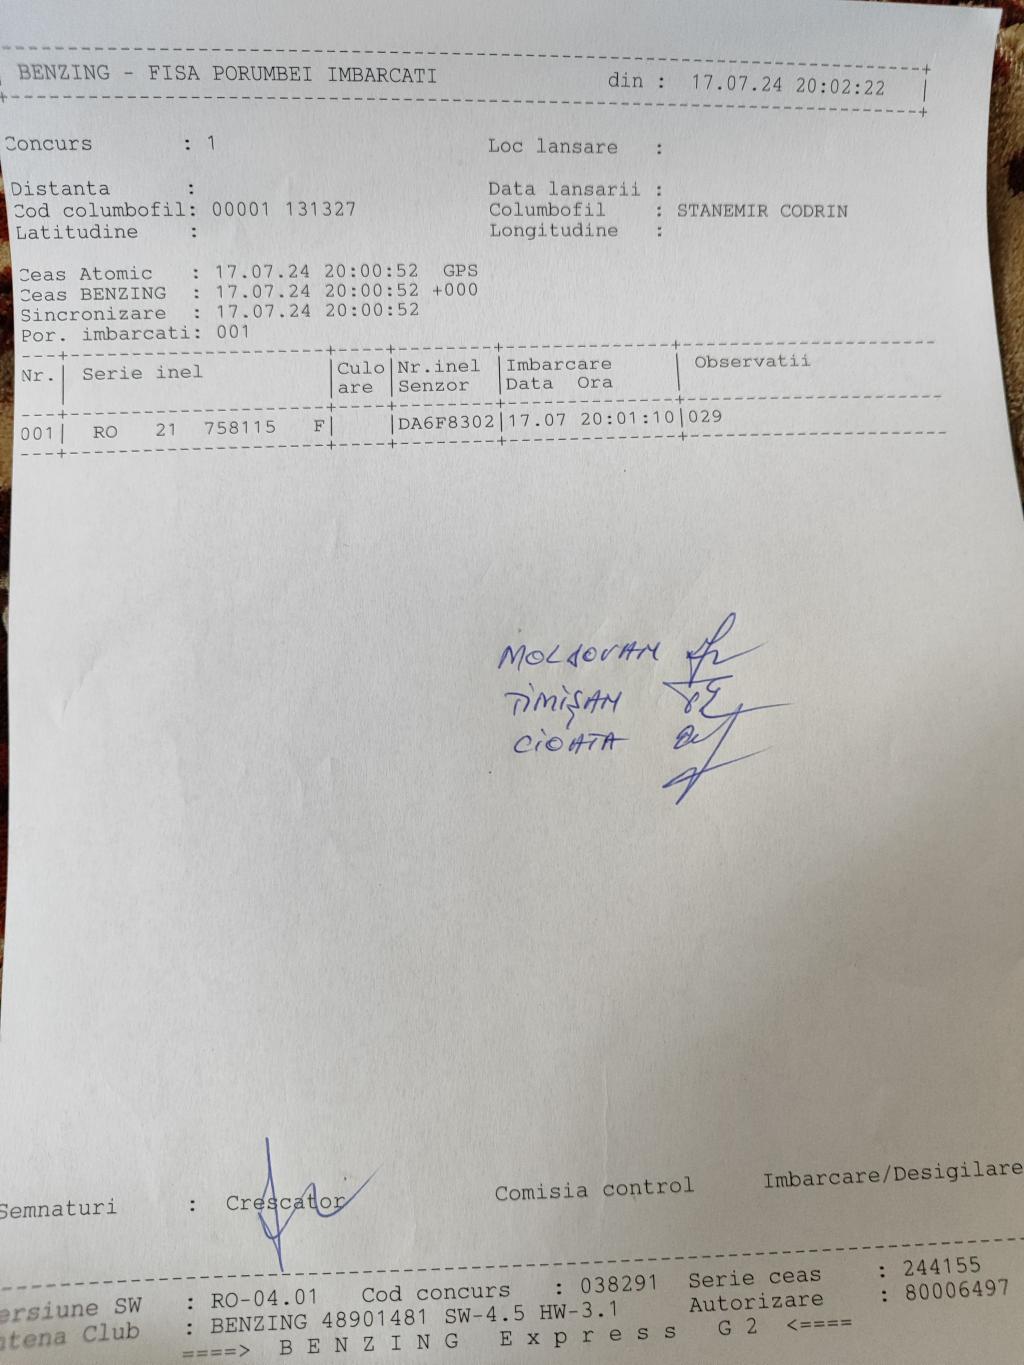 BENZING - FISA PORUMBEI IMBARCATI din : 17.07.24 20:02:22
Concurs : 1 Loc lansare :
Distanta : Data lansarii :
Cod columbofil: 00001 131327 Columbofil : STANEMIR CODRIN
Latitudine : Longitudine :
Ceas Atomic : 17.07.24 20:00:52 GPS
Ceas BENZING : 17.07.24 20:00:52 +000
Sincronizare : 17.07.24 20:00:52
Por. imbarcati: 001
Nr. Serie inel Culo Nr.inel Imbarcare Observatii
are Senzor Data Ora
001 RO 21 758115 F DA6F8302 17.07 20:01:10 029
MOLDOVAN
TIMIŞAN
CIOATA
Semnaturi : Crescator Comisia control Imbarcare/Desigilare
ersiune SW : RO-04.01 Cod concurs : 038291 Serie ceas : 244155
ntena Club : BENZING 48901481 SW-4.5 HW-3.1 Autorizare : 80006497
====> B E N Z I N G E x p r e s s G 2 <====